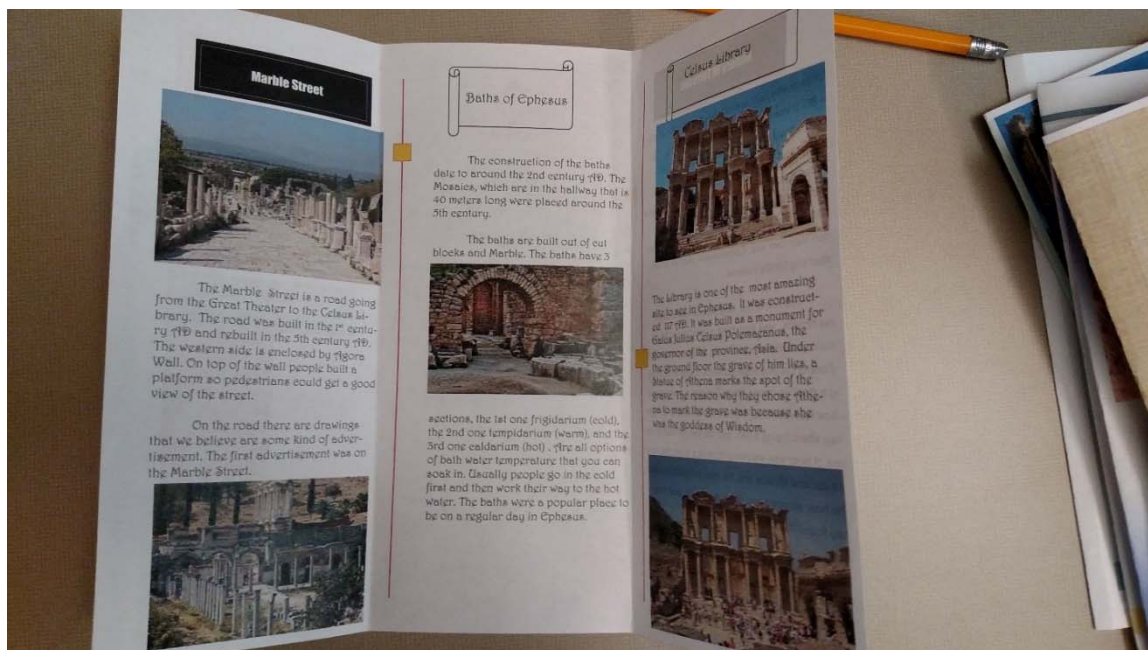 Marble Street
The Marble Street is a road going
from the Great Theater to the Celsus Li-
brary. The road was built in the 1st centu-
ry AD and rebuilt in the 5th century AD.
The western side is enclosed by Agora
Wall. On top of the wall people built a
platform so pedestrians could get a good
view of the street.
On the road there are drawings
that we believe are some kind of adver-
tisement. The first advertisement was on
the Marble Street.
Baths of Ephesus
The construction of the baths
date to around the 2nd century AD. The
Mosaics, which are in the hallway that is
40 meters long were placed around the
5th century.
The baths are built out of cut
blocks and Marble. The baths have 3
sections, the 1st one frigidarium (cold),
the 2nd one tempidarium (warm), and the
3rd one caldarium (hot) . Are all options
of bath water temperature that you can
soak in. Usually people go in the cold
first and then work their way to the hot
water. The baths were a popular place to
be on a regular day in Ephesus.
Celsus Library
The Library is one of the most amazing
site to see in Ephesus. It was construct-
ed 117 AD. It was built as a monument for
Gaius Julius Celsus Polemaeanus, the
governor of the province, Asia. Under
the ground floor the grave of him lies, a
Statue of Athena marks the spot of the
grave. The reason why they chose Athe-
na to mark the grave was because she
was the goddess of Wisdom.